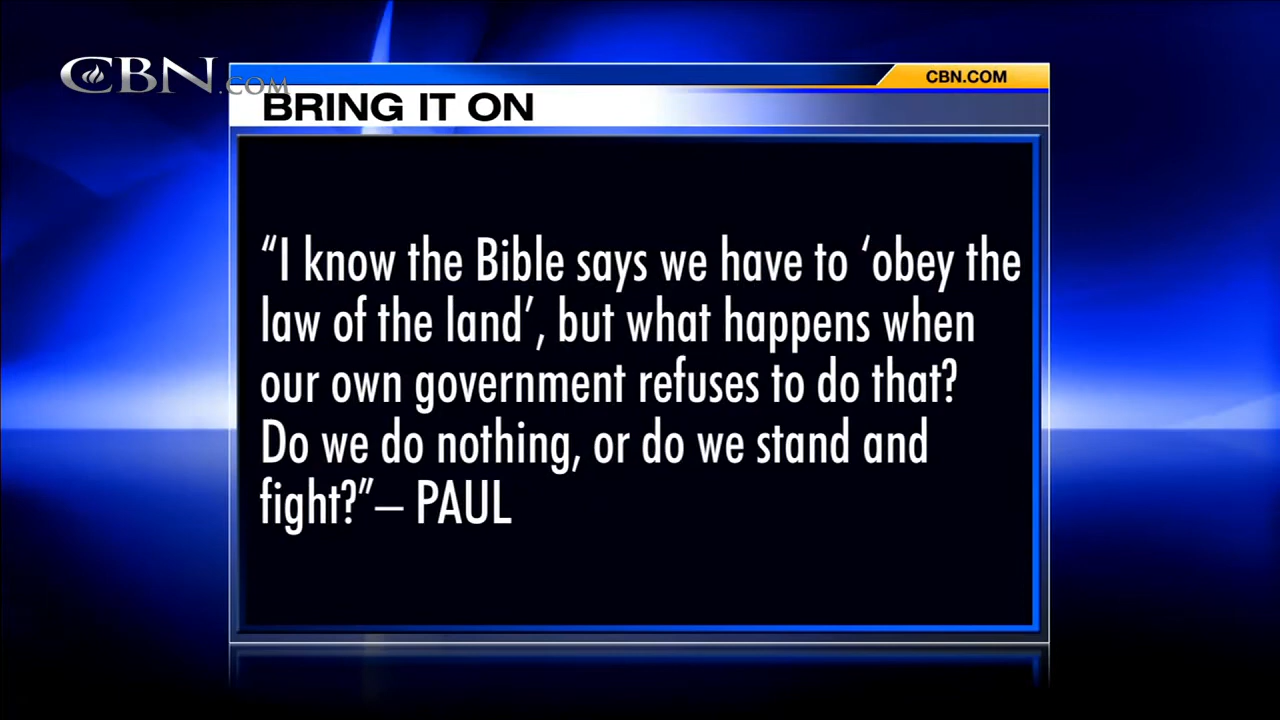 CBN.COM
CBN.COM
BRING IT ON
“I know the Bible says we have to ‘obey the
law of the land’, but what happens when
our own government refuses to do that?
Do we do nothing, or do we stand and
fight?”– PAUL